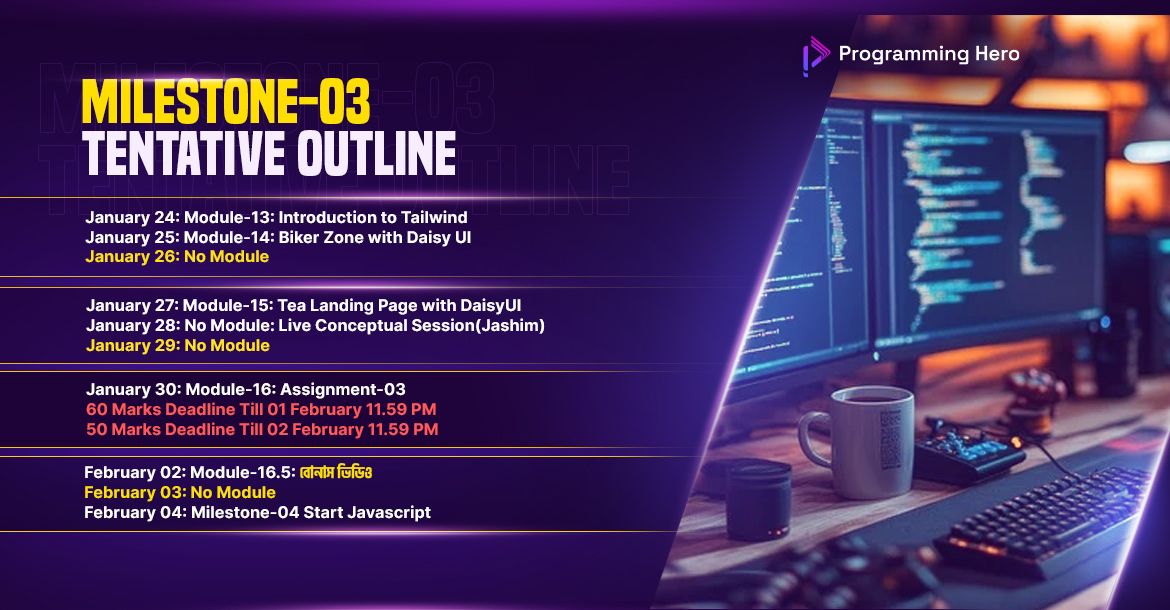 Programming Hero
MILESTONE-03
TENTATIVE OUTLINE
January 24: Module-13: Introduction to Tailwind
January 25: Module-14: Biker Zone with Daisy UI
January 26: No Module
January 27: Module-15: Tea Landing Page with DaisyUI
January 28: No Module: Live Conceptual Session(Jashim)
January 29: No Module
January 30: Module-16: Assignment-03
60 Marks Deadline Till 01 February 11.59 PM
50 Marks Deadline Till 02 February 11.59 PM
February 02: Module-16.5: বোনাস ভিডিও
February 03: No Module
February 04: Milestone-04 Start Javascript